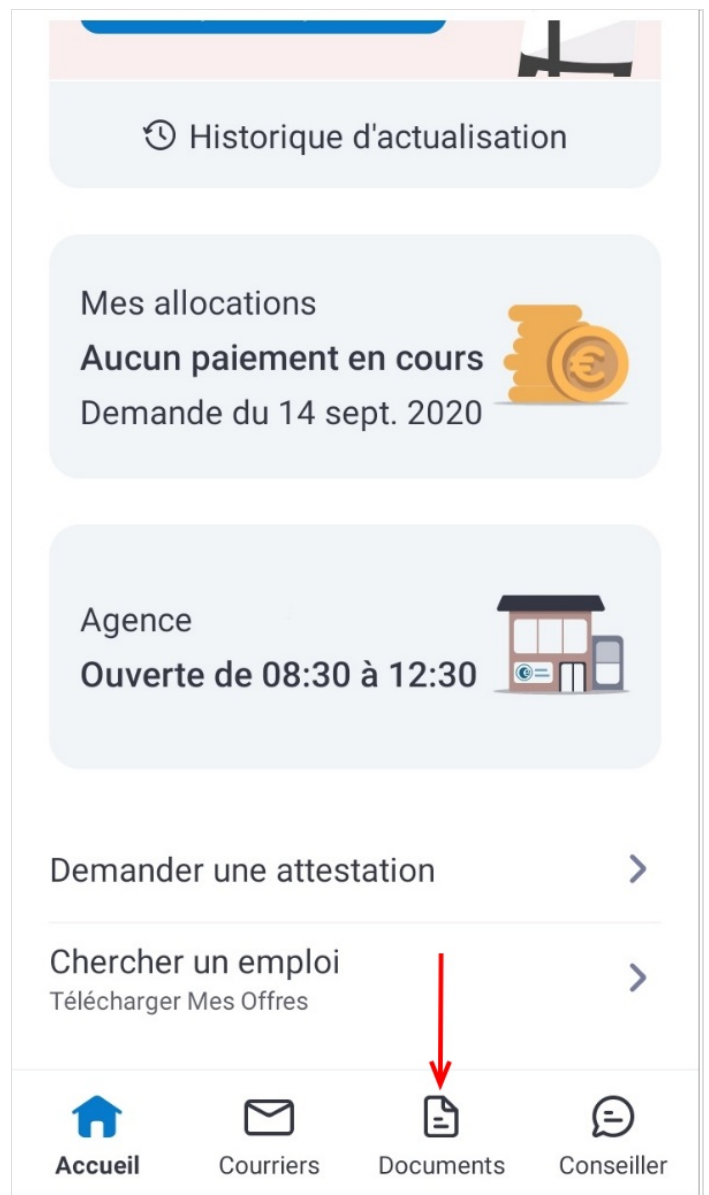 Historique d'actualisation
Mes allocations
Aucun paiement en cours
Demande du 14 sept. 2020
Agence
Ouverte de 08:30 à 12:30
Demander une attestation
Chercher un emploi
Télécharger Mes Offres
Accueil Courriers Documents Conseiller